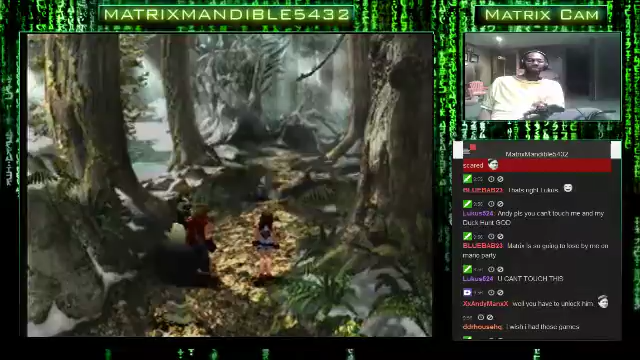 MATRIXMANDIBLE5432
MATRIX CAM
MatrixMandible5432
scared
BLUEBAB23 Thats right Lukus.
Lukus524: Andy pls you can't touch me and my
Duck Hunt GOD
BLUEBAB23: Matrix is so going to lose by me on
mario party
Lukus524: U CANT TOUCH THIS
XxAndyManxX: well you have to unlock him
ddrhousehq: I wish i had those games